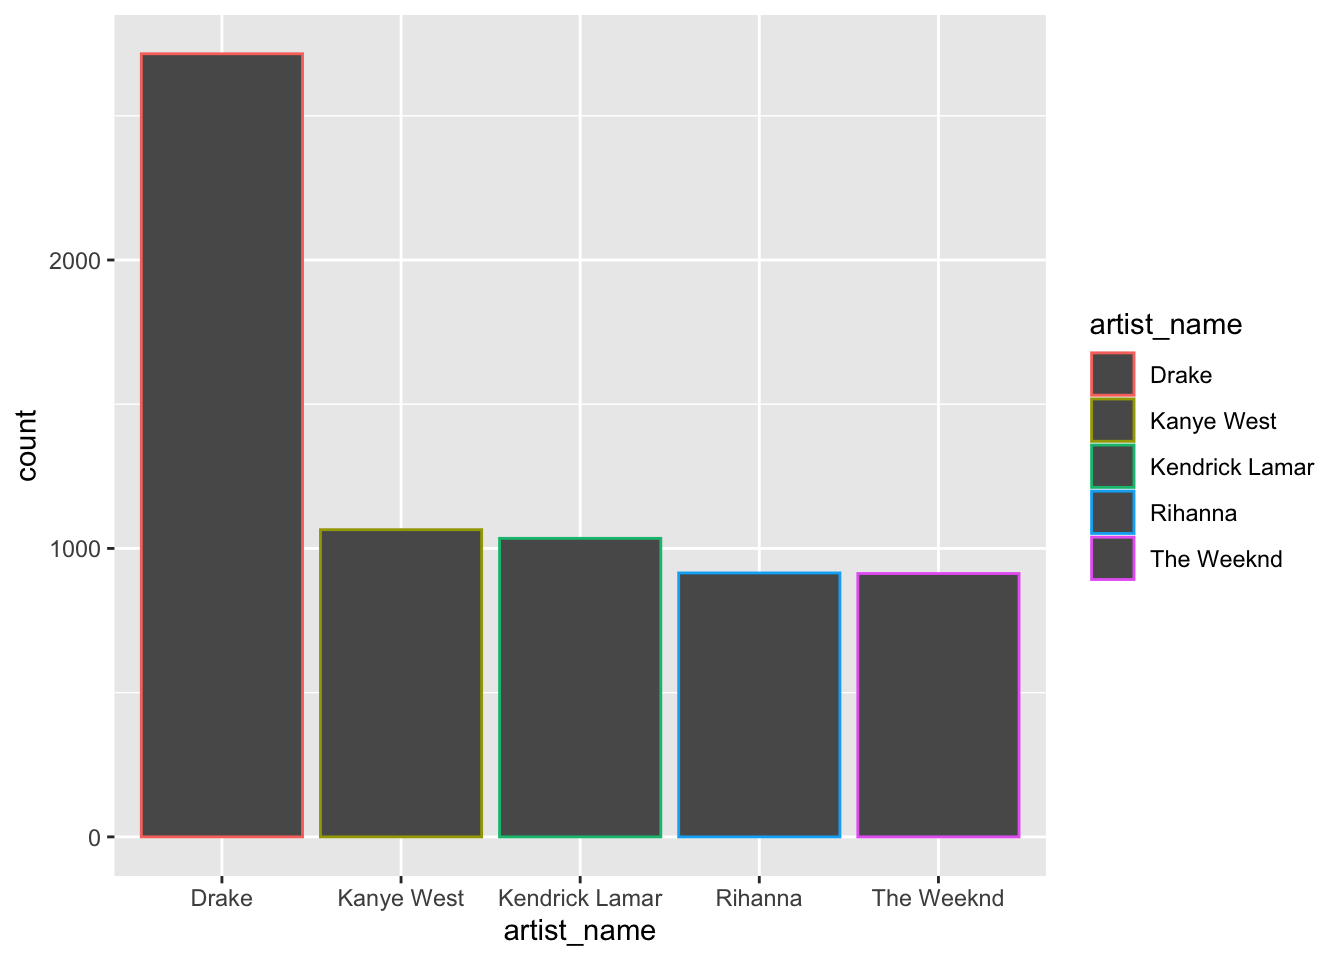 2000
1000
0
count
Drake
Kanye West
Kendrick Lamar
Rihanna
The Weeknd
artist_name
artist_name
Drake
Kanye West
Kendrick Lamar
Rihanna
The Weeknd